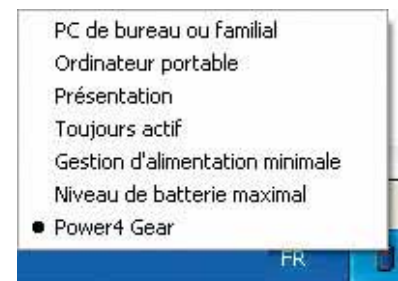 PC de bureau ou familial
Ordinateur portable
Présentation
Toujours actif
Gestion d'alimentation minimale
Niveau de batterie maximal
Power4 Gear
FR